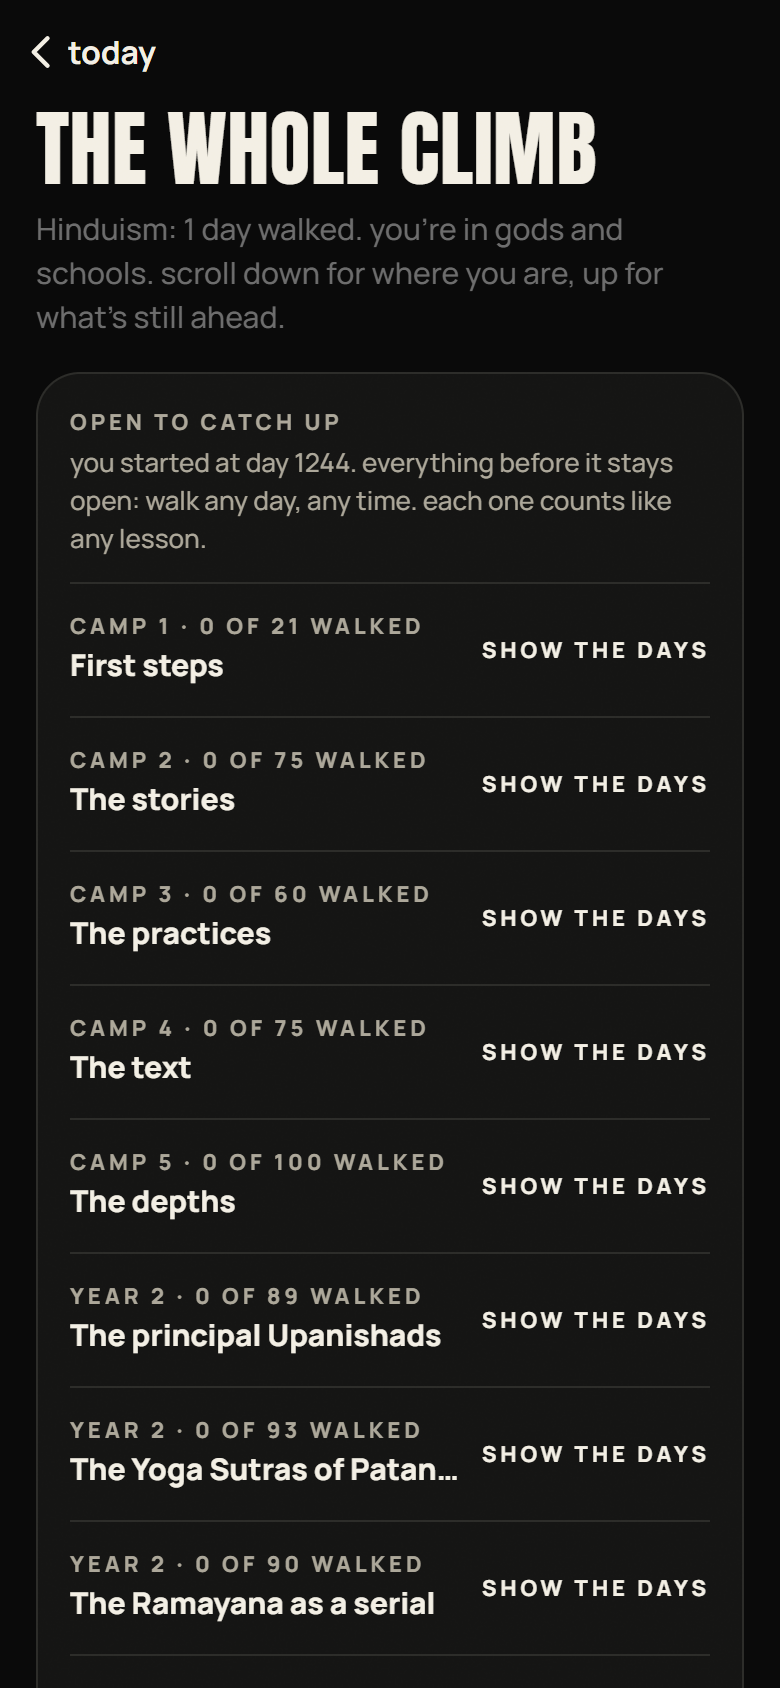 today
THE WHOLE CLIMB
Hinduism: 1 day walked. you’re in gods and
schools. scroll down for where you are, up for
what’s still ahead.
OPEN TO CATCH UP
you started at day 1244. everything before it stays
open: walk any day, any time. each one counts like
any lesson.
CAMP 1 · 0 OF 21 WALKED
First steps
SHOW THE DAYS
CAMP 2 · 0 OF 75 WALKED
The stories
SHOW THE DAYS
CAMP 3 · 0 OF 60 WALKED
The practices
SHOW THE DAYS
CAMP 4 · 0 OF 75 WALKED
The text
SHOW THE DAYS
CAMP 5 · 0 OF 100 WALKED
The depths
SHOW THE DAYS
YEAR 2 · 0 OF 89 WALKED
The principal Upanishads
SHOW THE DAYS
YEAR 2 · 0 OF 93 WALKED
The Yoga Sutras of Patan…
SHOW THE DAYS
YEAR 2 · 0 OF 90 WALKED
The Ramayana as a serial
SHOW THE DAYS